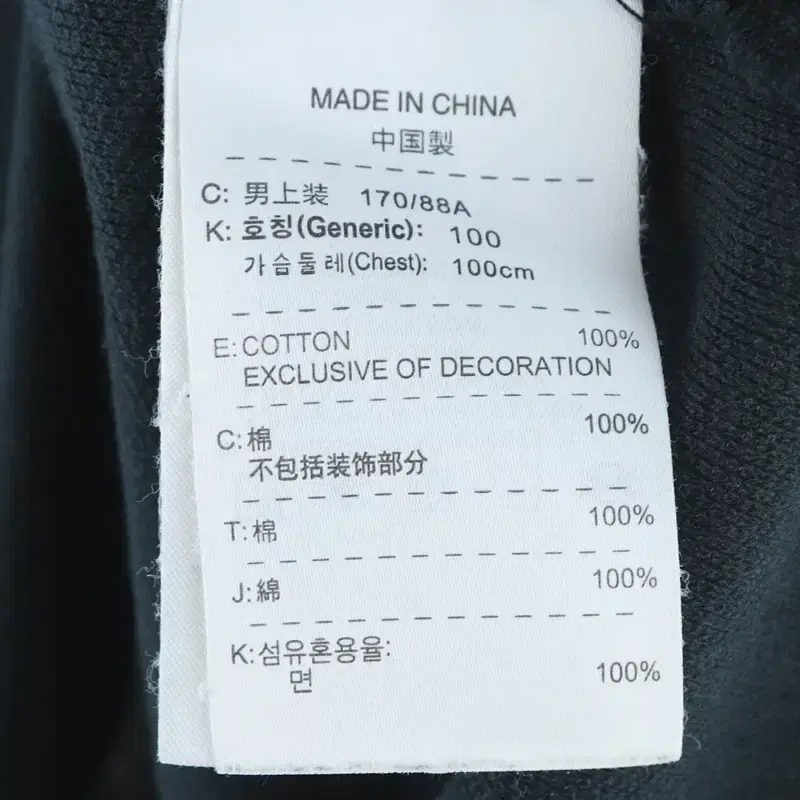 MADE IN CHINA
中国製
C: 男上装 170/88A
K: 호칭(Generic): 100
가슴둘레(Chest): 100cm
E: COTTON 100%
EXCLUSIVE OF DECORATION
C: 棉 100%
不包括装饰部分
T: 棉 100%
J: 綿 100%
K: 섬유혼용율:
면 100%